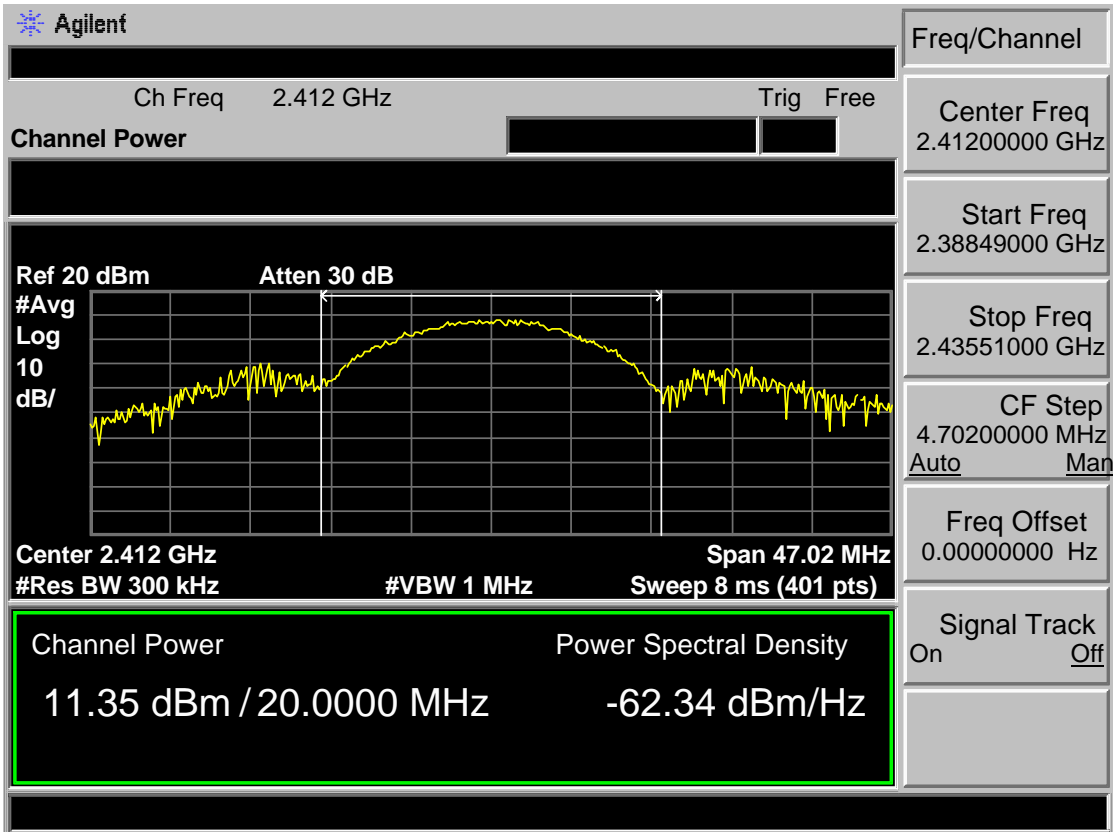 Agilent
Freq/Channel
Ch Freq 2.412 GHz Trig Free
Channel Power
Center Freq
2.41200000 GHz
Start Freq
2.38849000 GHz
Ref 20 dBm Atten 30 dB
#Avg
Log
10
dB/
Stop Freq
2.43551000 GHz
CF Step
4.70200000 MHz
Auto Man
Freq Offset
0.00000000 Hz
Center 2.412 GHz Span 47.02 MHz
#Res BW 300 kHz #VBW 1 MHz Sweep 8 ms (401 pts)
Signal Track
On Off
Channel Power Power Spectral Density
11.35 dBm / 20.0000 MHz -62.34 dBm/Hz